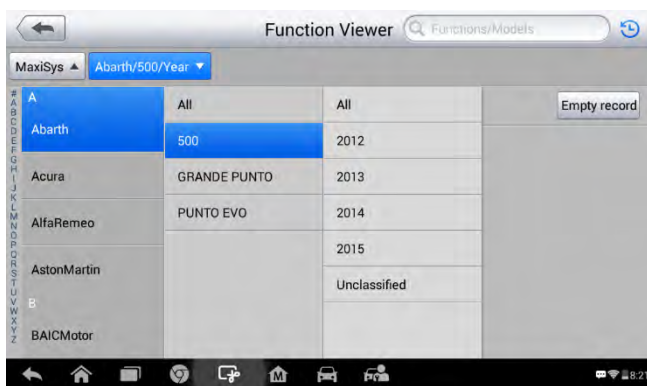 Function Viewer
Functions/Models
MaxiSys ▲
Abarth/500/Year ▼
#
A
B
C
D
E
F
G
H
I
J
K
L
M
N
O
P
Q
R
S
T
U
V
W
X
Y
Z
A
Abarth
Acura
AlfaRemeo
AstonMartin
B
BAICMotor
All
500
GRANDE PUNTO
PUNTO EVO
All
2012
2013
2014
2015
Unclassified
Empty record
M